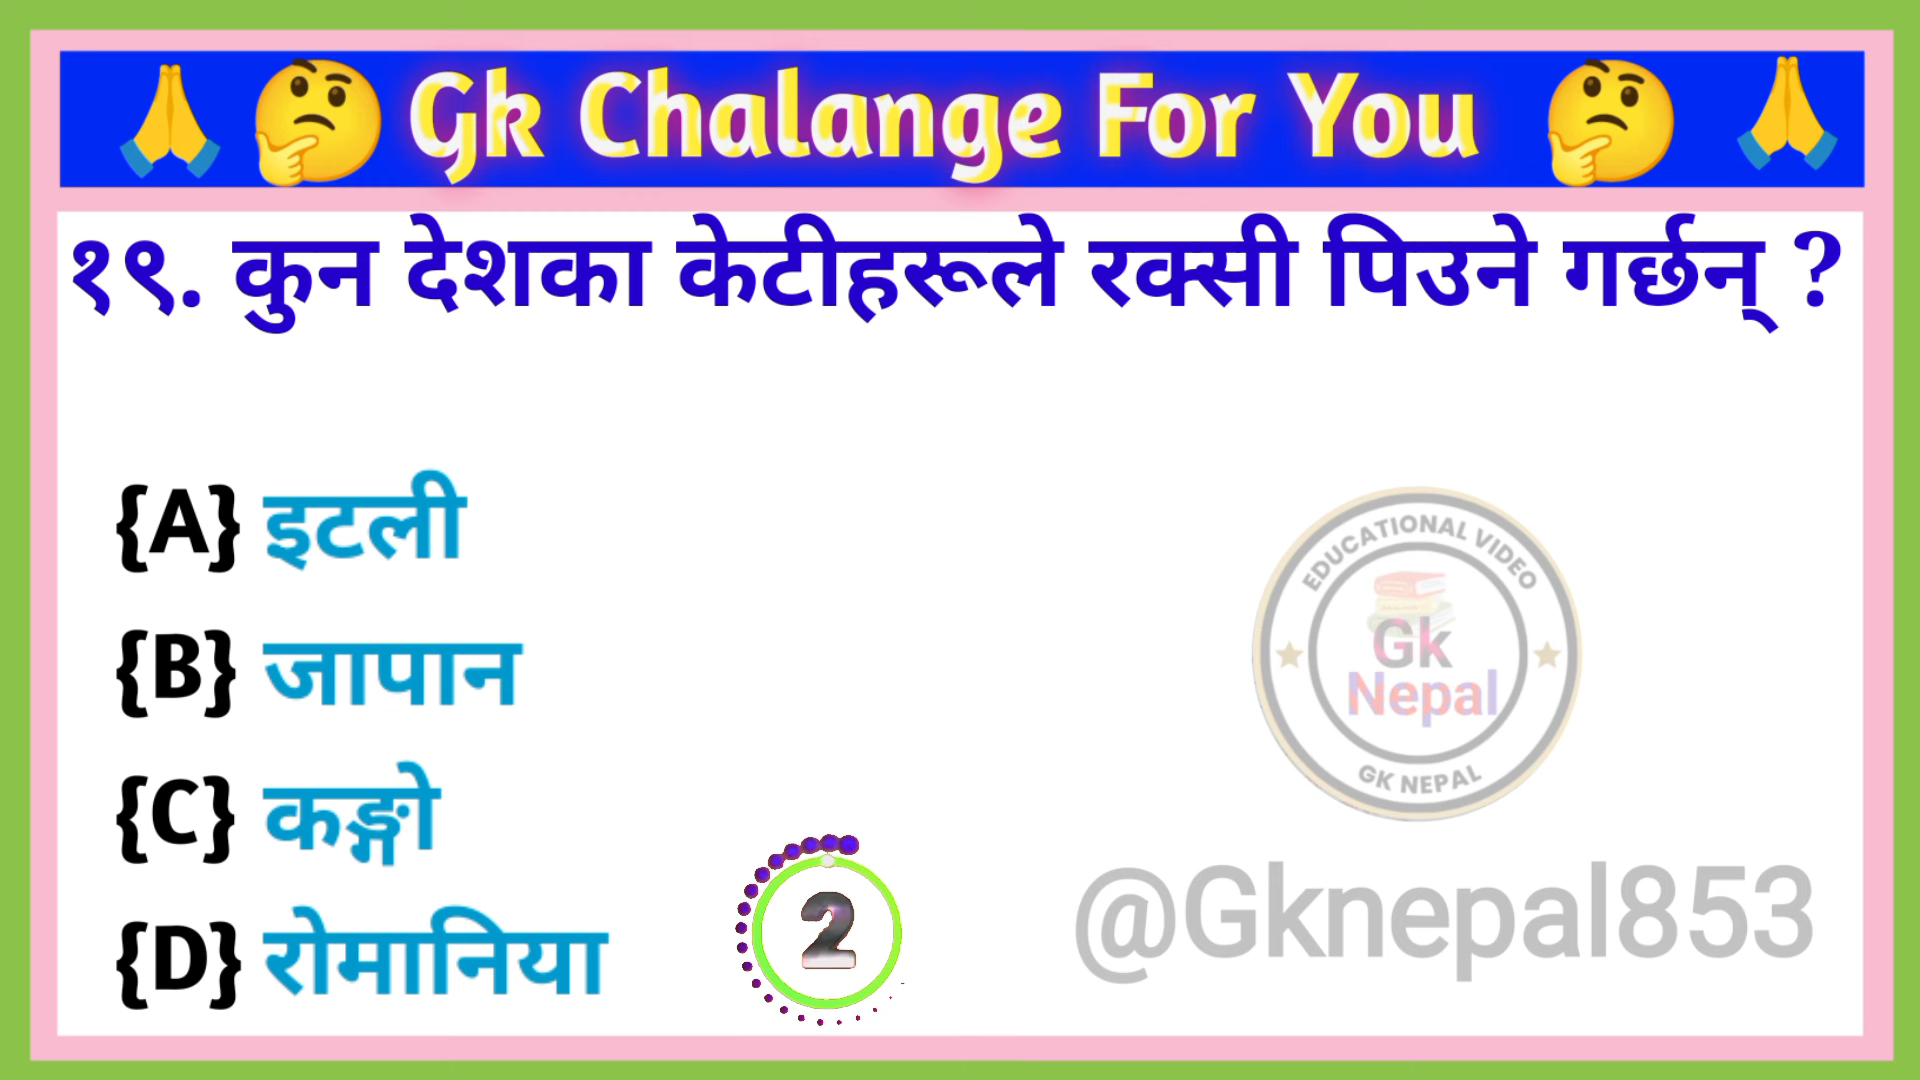 Gk Chalange For You
१९. कुन देशका केटीहरूले रक्सी पिउने गर्छन् ?
{A} इटली
{B} जापान
{C} कङ्गो
{D} रोमानिया
2
EDUCATIONAL VIDEO
Gk
Nepal
GK NEPAL
@Gknepal853